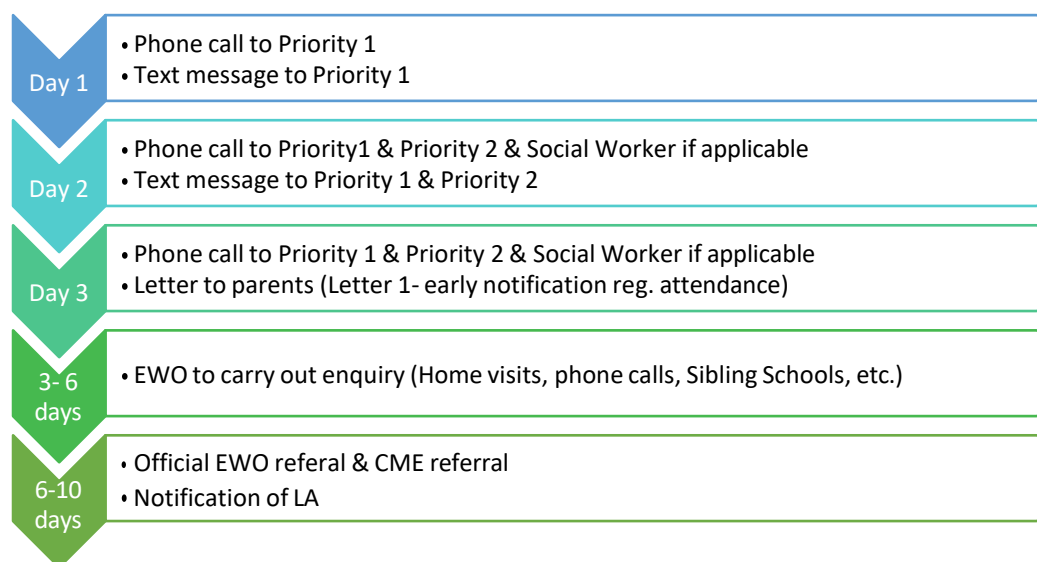 Day 1
• Phone call to Priority 1
• Text message to Priority 1
Day 2
• Phone call to Priority1 & Priority 2 & Social Worker if applicable
• Text message to Priority 1 & Priority 2
Day 3
• Phone call to Priority 1 & Priority 2 & Social Worker if applicable
• Letter to parents (Letter 1- early notification reg. attendance)
3- 6
days
• EWO to carry out enquiry (Home visits, phone calls, Sibling Schools, etc.)
6-10
days
• Official EWO referal & CME referral
• Notification of LA